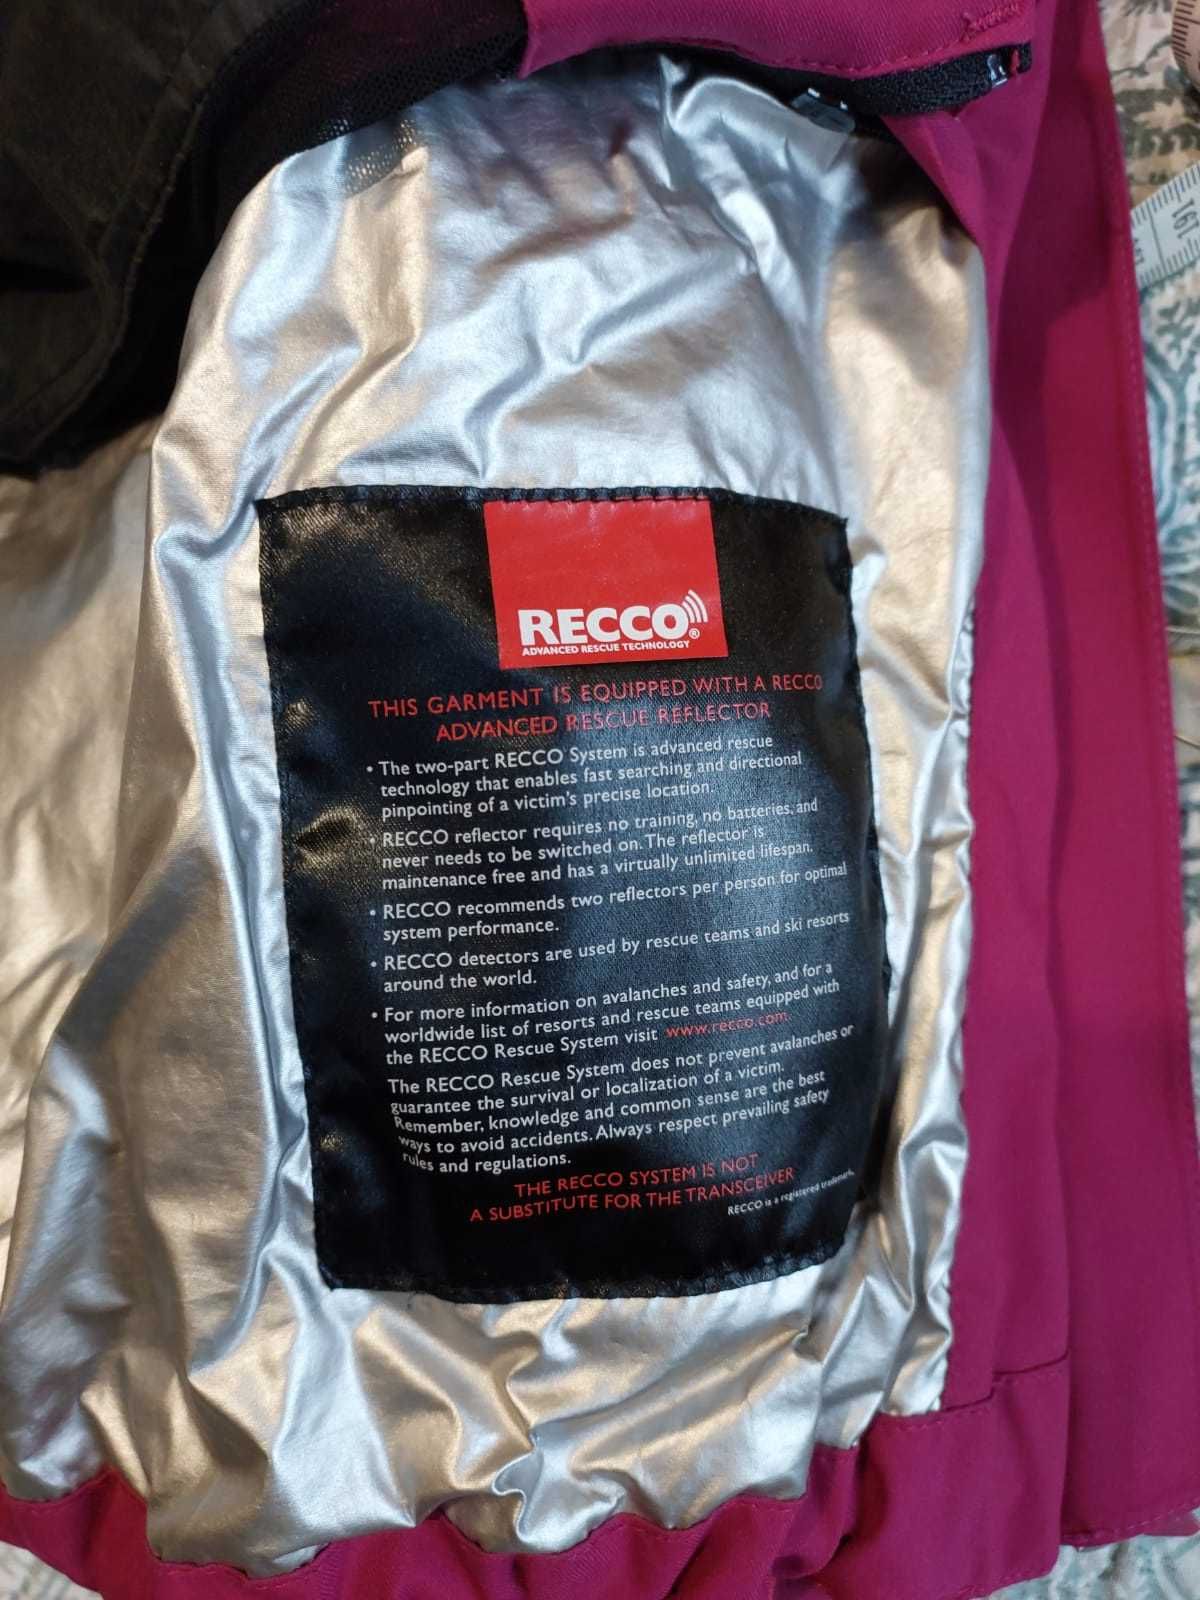 RECCO®
ADVANCED RESCUE TECHNOLOGY
THIS GARMENT IS EQUIPPED WITH A RECCO
ADVANCED RESCUE REFLECTOR
• The two-part RECCO System is advanced rescue
technology that enables fast searching and directional
pinpointing of a victim's precise location.
• RECCO reflector requires no training, no batteries, and
never needs to be switched on. The reflector is
maintenance free and has a virtually unlimited lifespan.
• RECCO recommends two reflectors per person for optimal
system performance.
• RECCO detectors are used by rescue teams and ski resorts
around the world.
• For more information on avalanches and safety, and for a
worldwide list of resorts and rescue teams equipped with
the RECCO Rescue System visit www.recco.com
The RECCO Rescue System does not prevent avalanches or
guarantee the survival or localization of a victim.
Remember, knowledge and common sense are the best
ways to avoid accidents. Always respect prevailing safety
rules and regulations.
THE RECCO SYSTEM IS NOT
A SUBSTITUTE FOR THE TRANSCEIVER
RECCO is a registered trademark.